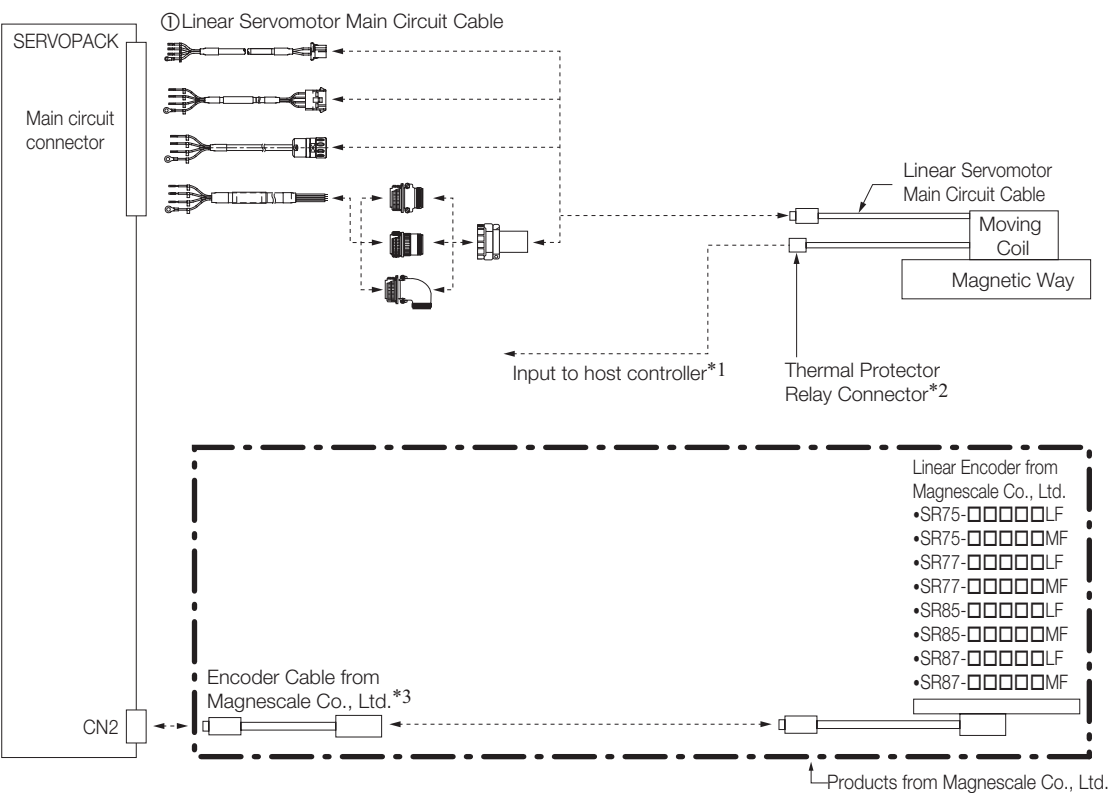 ①Linear Servomotor Main Circuit Cable
SERVOPACK
Main circuit
connector
Linear Servomotor
Main Circuit Cable
Moving
Coil
Magnetic Way
Input to host controller*1
Thermal Protector
Relay Connector*2
Linear Encoder from
Magnescale Co., Ltd.
•SR75-□□□□□LF
•SR75-□□□□□MF
•SR77-□□□□□LF
•SR77-□□□□□MF
•SR85-□□□□□LF
•SR85-□□□□□MF
•SR87-□□□□□LF
•SR87-□□□□□MF
Encoder Cable from
Magnescale Co., Ltd.*3
CN2
Products from Magnescale Co., Ltd.